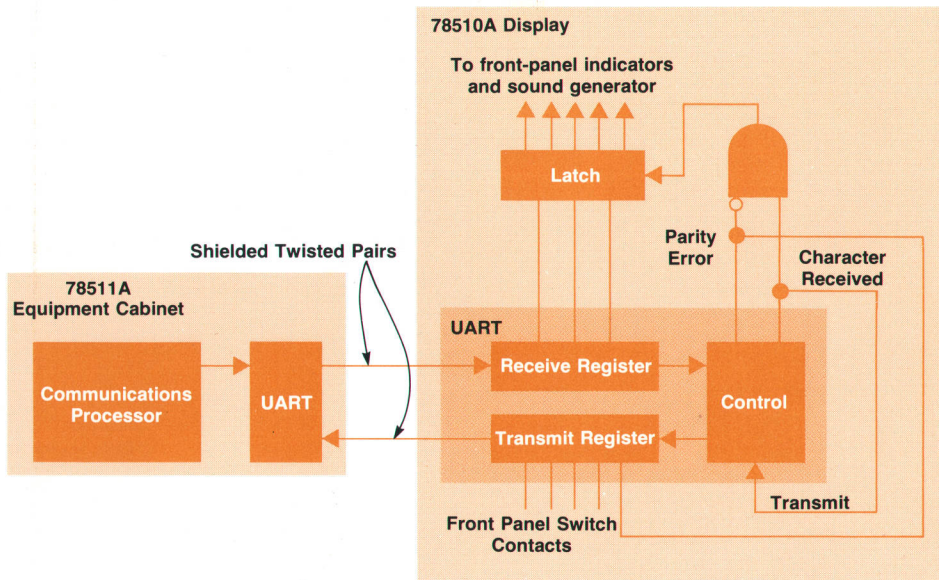 78510A Display
To front-panel indicators
and sound generator
Latch
Parity
Error
Character
Received
Shielded Twisted Pairs
78511A
Equipment Cabinet
Communications
Processor
UART
UART
Receive Register
Transmit Register
Control
Transmit
Front Panel Switch
Contacts